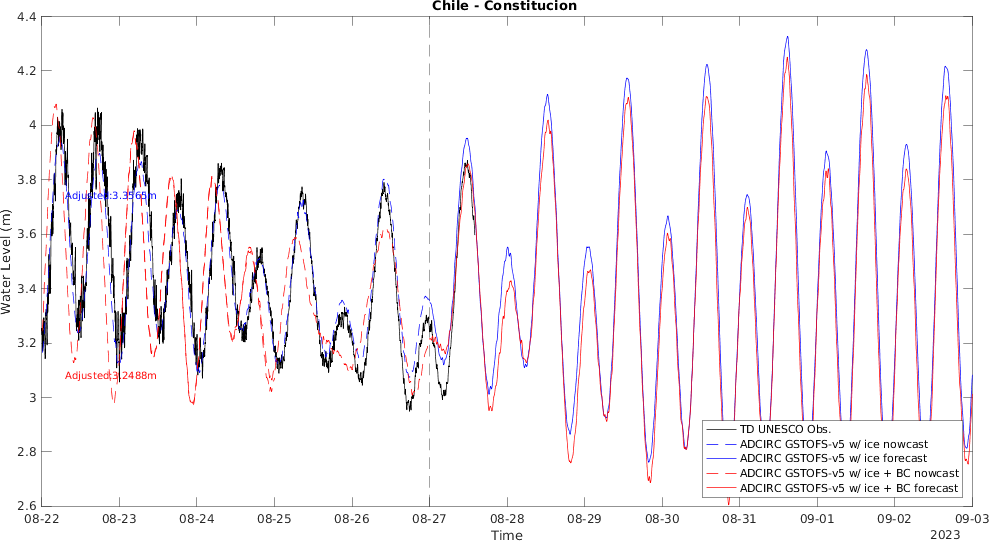 Chile - Constitucion
4.4
4.2
4
3.8
3.6
3.4
3.2
3
2.8
2.6
Water Level (m)
Adjusted:3.3565m
Adjusted:3.2488m
TD UNESCO Obs.
ADCIRC GSTOFS-v5 w/ ice nowcast
ADCIRC GSTOFS-v5 w/ ice forecast
ADCIRC GSTOFS-v5 w/ ice + BC nowcast
ADCIRC GSTOFS-v5 w/ ice + BC forecast
08-22 08-23 08-24 08-25 08-26 08-27 08-28 08-29 08-30 08-31 09-01 09-02 09-03
Time
2023